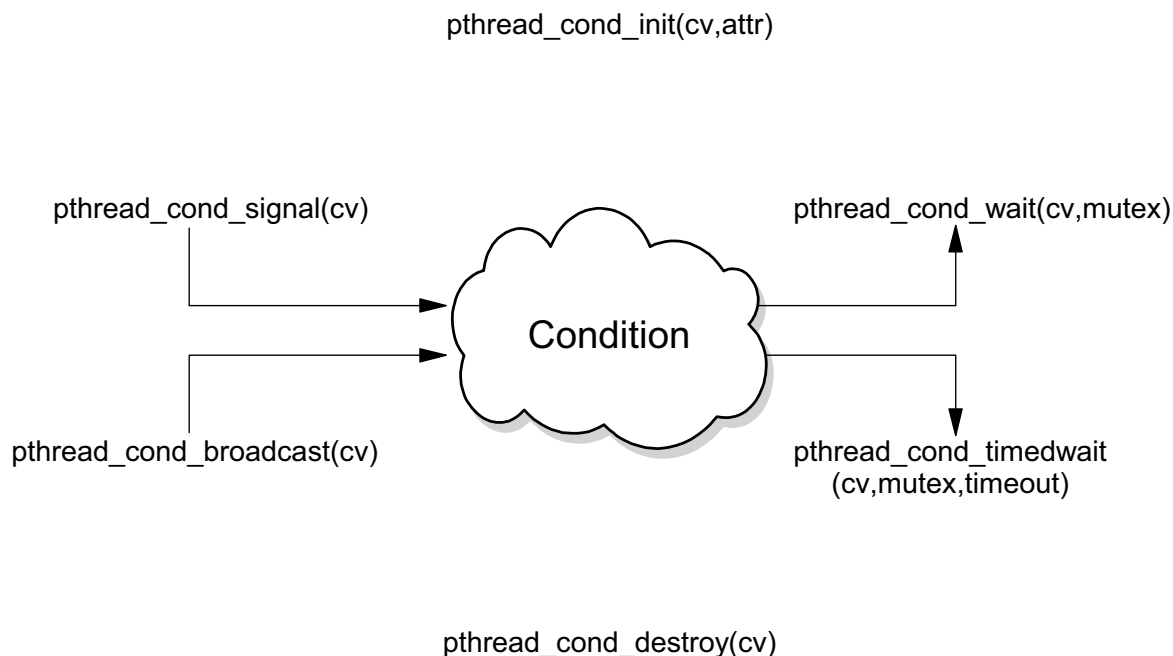 pthread_cond_init(cv,attr)
pthread_cond_signal(cv)
pthread_cond_wait(cv,mutex)
Condition
pthread_cond_broadcast(cv)
pthread_cond_timedwait
(cv,mutex,timeout)
pthread_cond_destroy(cv)